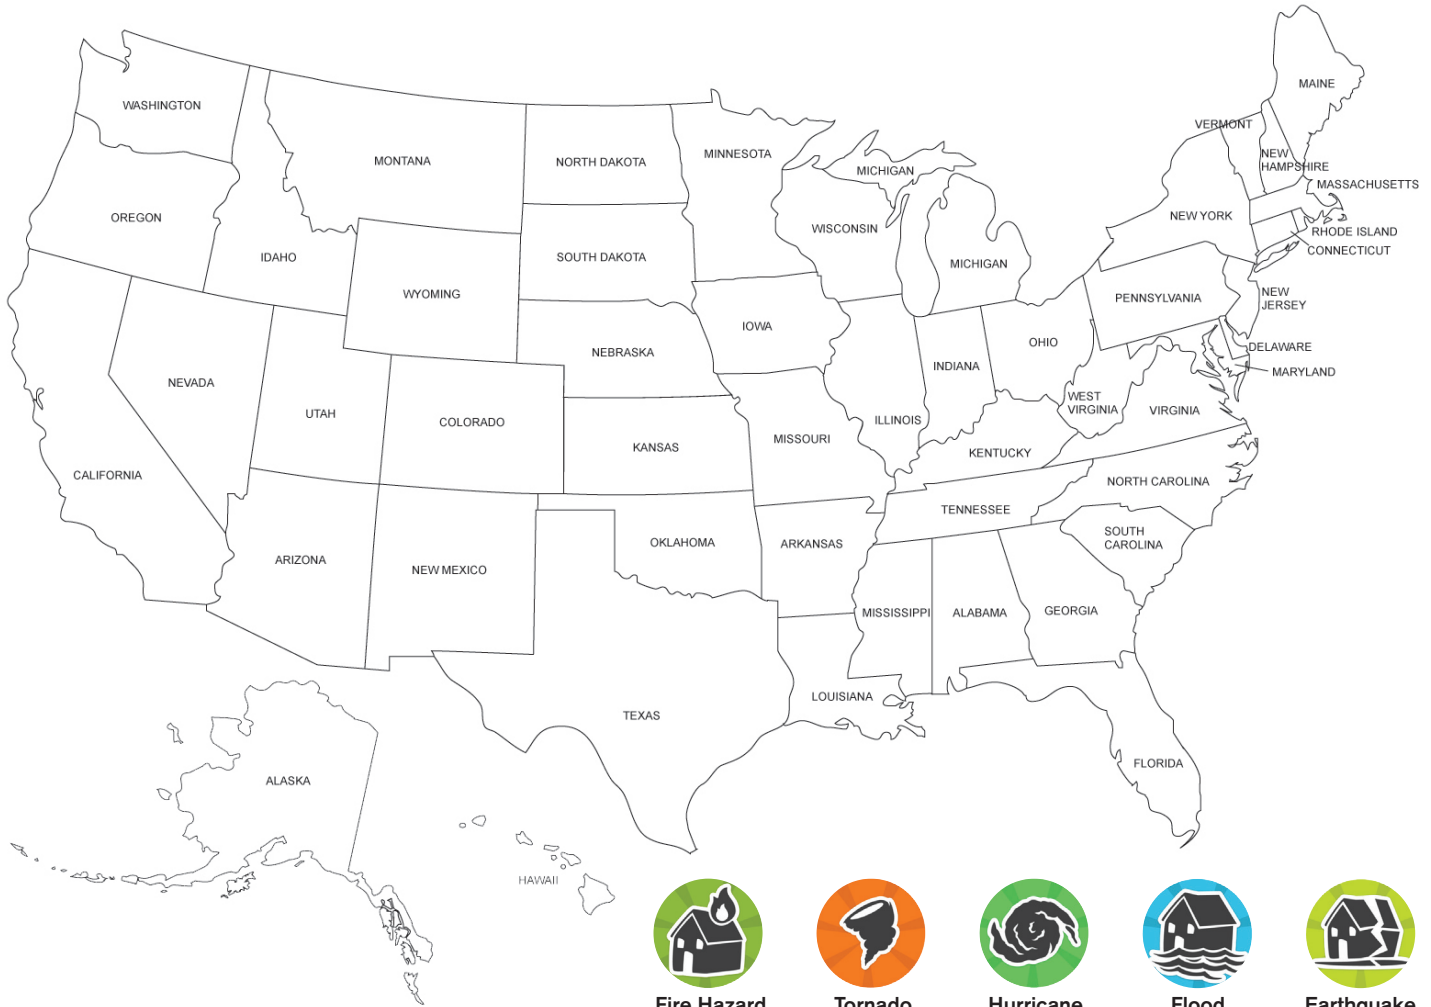 MAINE
WASHINGTON
VERMONT
MONTANA
NORTH DAKOTA
MINNESOTA
NEW
HAMPSHIRE
MICHIGAN
MASSACHUSETTS
OREGON
NEW YORK
WISCONSIN
RHODE ISLAND
CONNECTICUT
IDAHO
SOUTH DAKOTA
MICHIGAN
WYOMING
PENNSYLVANIA
NEW
JERSEY
IOWA
OHIO
NEBRASKA
DELAWARE
INDIANA
MARYLAND
NEVADA
WEST
VIRGINIA
VIRGINIA
UTAH
COLORADO
ILLINOIS
KANSAS
MISSOURI
KENTUCKY
CALIFORNIA
NORTH CAROLINA
TENNESSEE
SOUTH
CAROLINA
OKLAHOMA
ARKANSAS
ARIZONA
NEW MEXICO
MISSISSIPPI
ALABAMA
GEORGIA
LOUISIANA
TEXAS
FLORIDA
ALASKA
HAWAII
Fire Hazard
Tornado
Hurricane
Flood
Earthquake